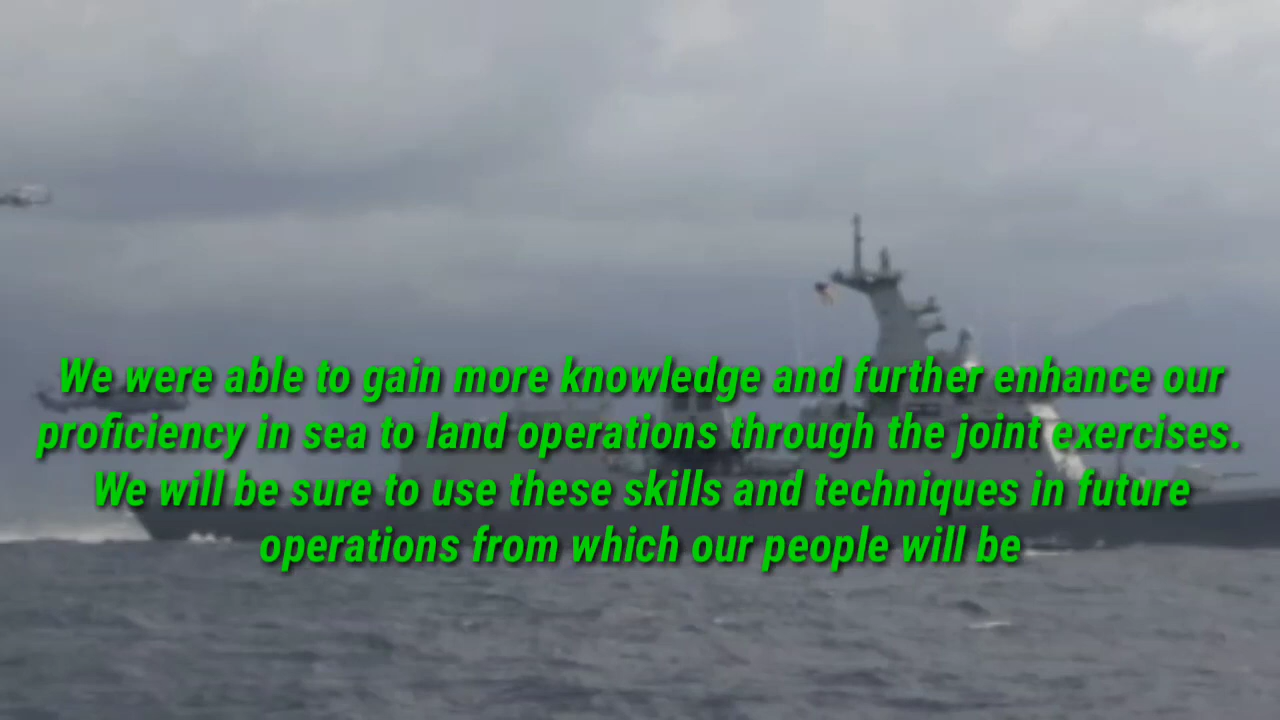 We were able to gain more knowledge and further enhance our
proficiency in sea to land operations through the joint exercises.
We will be sure to use these skills and techniques in future
operations from which our people will be